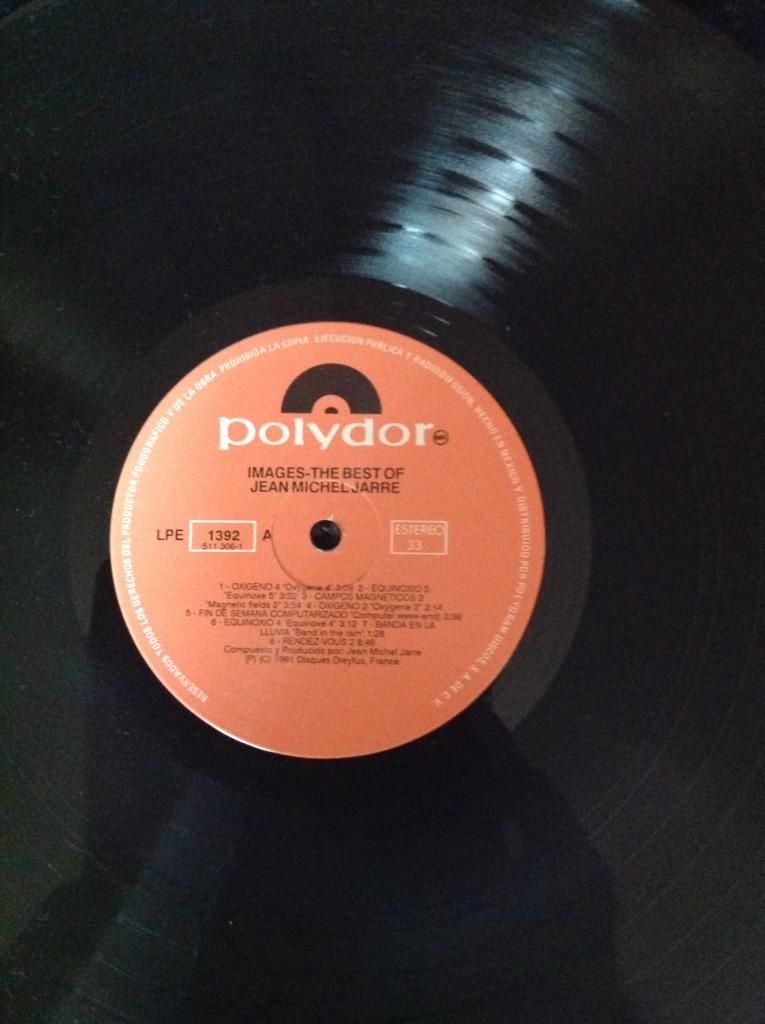 RESERVADOS TODOS LOS DERECHOS DEL PRODUCTOR FONOGRAFICO Y DE LA OBRA. PROHIBIDA LA COPIA EJECUCION PUBLICA Y RADIODIFUSION. HECHO EN MEXICO Y DISTRIBUIDO POR POLYGRAM DISCOS, S.A. DE C.V.
polydor
IMAGES-THE BEST OF
JEAN MICHEL JARRE
LPE 1392 A
511 306-1
ESTEREO
33
1 - OXIGENO 4 "Oxygene 4" 3:09 2 - EQUINOXIO 5
"Equinoxe 5" 3:22 3 - CAMPOS MAGNETICOS 2
"Magnetic fields 2" 3:54 4 - OXIGENO 2 "Oxygene 2" 3:14
5 - FIN DE SEMANA COMPUTARIZADO "Computer week-end| 3:36
6 - EQUINOXIO 4 "Equinoxe 4" 3:12 7 - BANDA EN LA
LLUVIA "Band in the rain" 1:28
8 - RENDEZ-VOUS 2 8:48
Compuesto y Producido por: Jean Michel Jarre
(P) (C) 1991 Disques Dreyfus, France